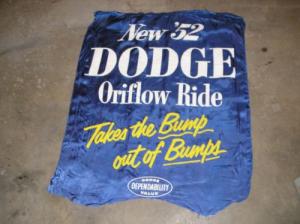 New '52
DODGE
Oriflow Ride
Takes the Bump
out of Bumps
DODGE
DEPENDABILITY
VALUE